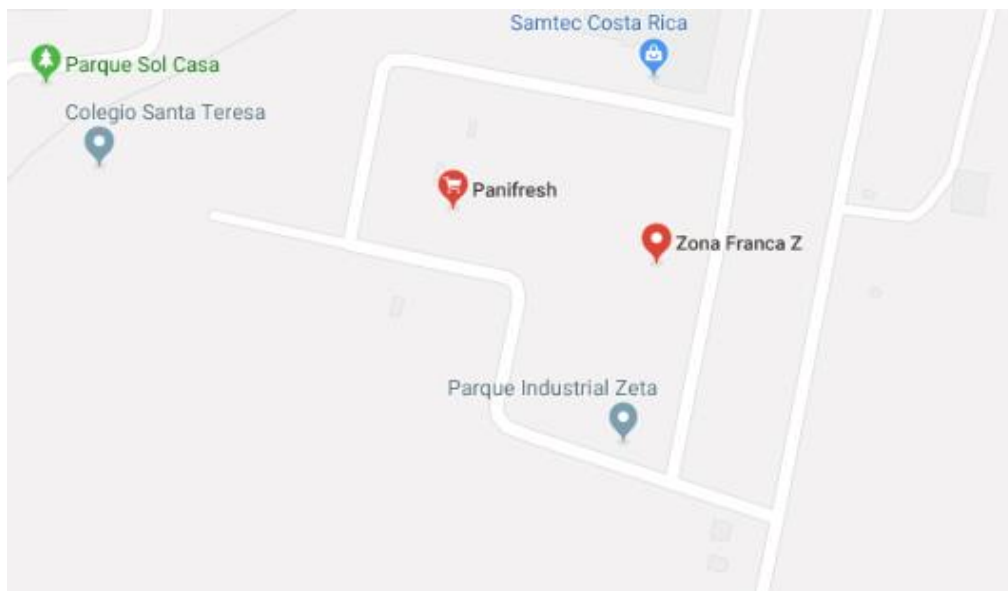 Samtec Costa Rica
Parque Sol Casa
Colegio Santa Teresa
Panifresh
Zona Franca Z
Parque Industrial Zeta